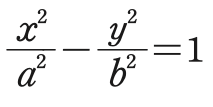 x²/a² − y²/b² = 1